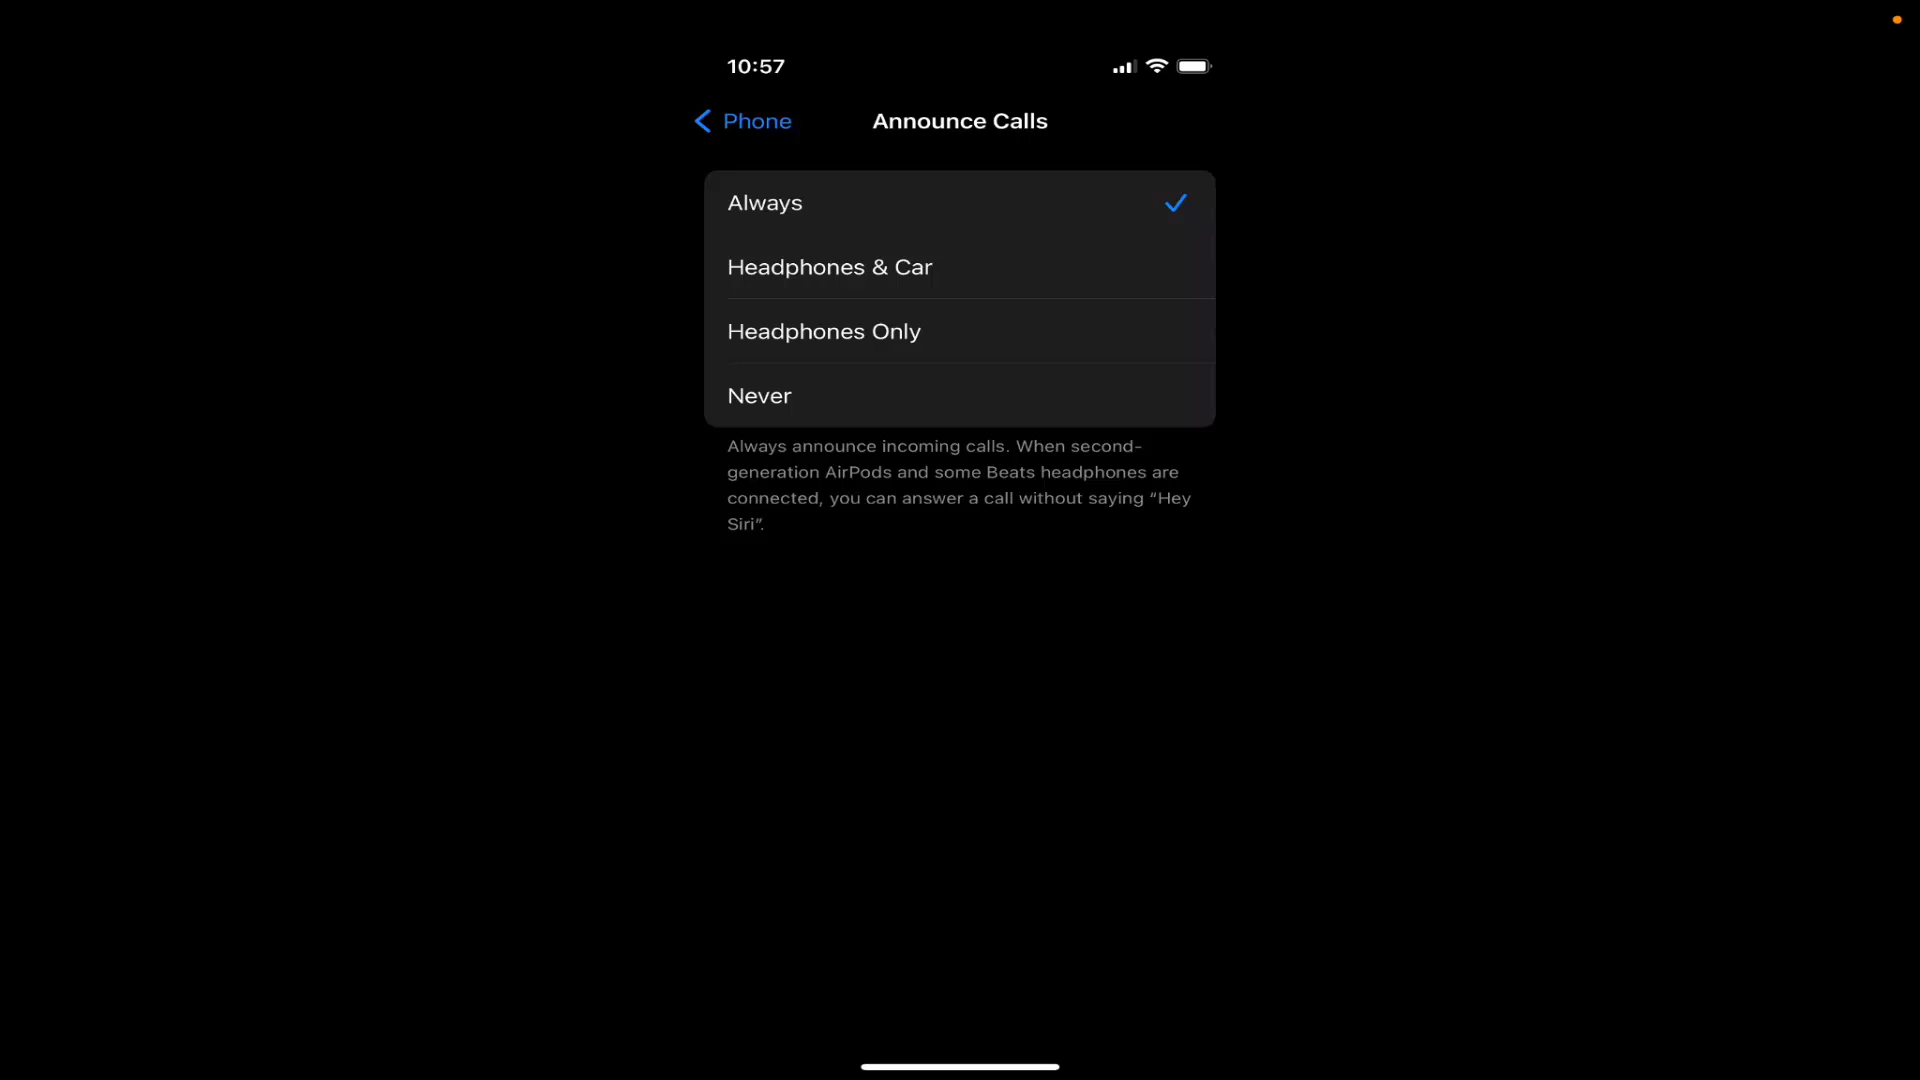 10:57
Phone
Announce Calls
Always
Headphones & Car
Headphones Only
Never
Always announce incoming calls. When second-
generation AirPods and some Beats headphones are
connected, you can answer a call without saying “Hey
Siri”.